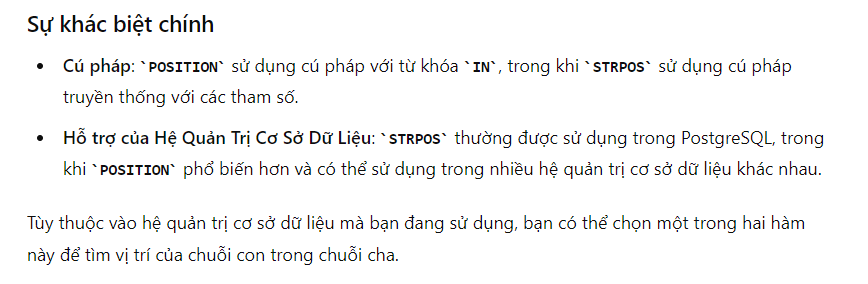 Sự khác biệt chính
• Cú pháp: `POSITION` sử dụng cú pháp với từ khóa `IN`, trong khi `STRPOS` sử dụng cú pháp
truyền thống với các tham số.
• Hỗ trợ của Hệ Quản Trị Cơ Sở Dữ Liệu: `STRPOS` thường được sử dụng trong PostgreSQL, trong
khi `POSITION` phổ biến hơn và có thể sử dụng trong nhiều hệ quản trị cơ sở dữ liệu khác nhau.
Tùy thuộc vào hệ quản trị cơ sở dữ liệu mà bạn đang sử dụng, bạn có thể chọn một trong hai hàm
này để tìm vị trí của chuỗi con trong chuỗi cha.